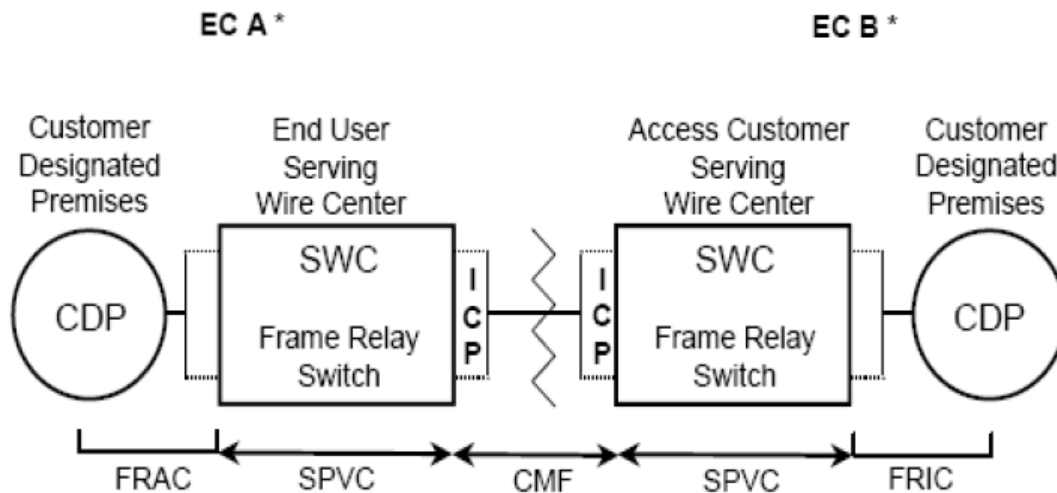 EC A *
EC B *
Customer
Designated
Premises
End User
Serving
Wire Center
Access Customer
Serving
Wire Center
Customer
Designated
Premises
CDP
SWC
Frame Relay
Switch
I
C
P
I
C
P
SWC
Frame Relay
Switch
CDP
FRAC
SPVC
CMF
SPVC
FRIC